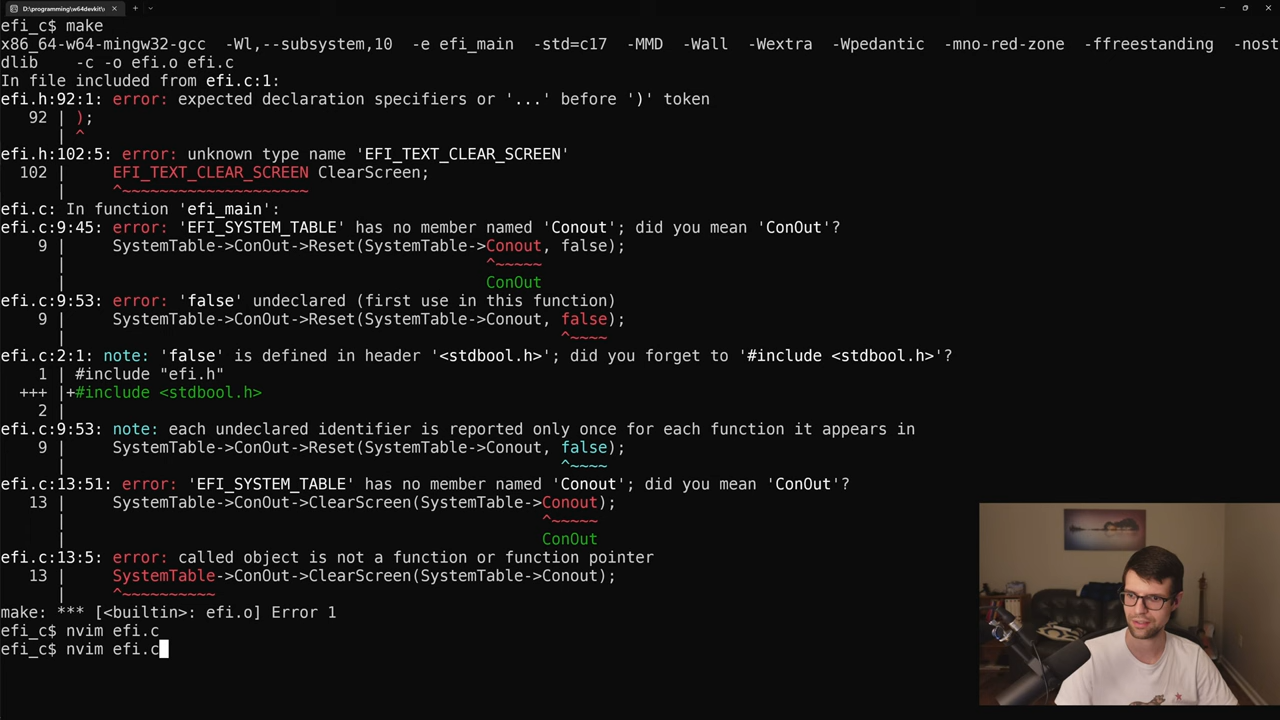 D:\programming\w64devkit\
efi_c$ make
x86_64-w64-mingw32-gcc -Wl,--subsystem,10 -e efi_main -std=c17 -MMD -Wall -Wextra -Wpedantic -mno-red-zone -ffreestanding -nost
dlib -c -o efi.o efi.c
In file included from efi.c:1:
efi.h:92:1: error: expected declaration specifiers or '...' before ')' token
92 | );
| ^
efi.h:102:5: error: unknown type name 'EFI_TEXT_CLEAR_SCREEN'
102 | EFI_TEXT_CLEAR_SCREEN ClearScreen;
| ^~~~~~~~~~~~~~~~~~~~~
efi.c: In function 'efi_main':
efi.c:9:45: error: 'EFI_SYSTEM_TABLE' has no member named 'Conout'; did you mean 'ConOut'?
9 | SystemTable->ConOut->Reset(SystemTable->Conout, false);
| ^~~~~~
| ConOut
efi.c:9:53: error: 'false' undeclared (first use in this function)
9 | SystemTable->ConOut->Reset(SystemTable->Conout, false);
| ^~~~~
efi.c:2:1: note: 'false' is defined in header '<stdbool.h>'; did you forget to '#include <stdbool.h>'?
1 | #include "efi.h"
+++ |+#include <stdbool.h>
2 |
efi.c:9:53: note: each undeclared identifier is reported only once for each function it appears in
9 | SystemTable->ConOut->Reset(SystemTable->Conout, false);
| ^~~~~
efi.c:13:51: error: 'EFI_SYSTEM_TABLE' has no member named 'Conout'; did you mean 'ConOut'?
13 | SystemTable->ConOut->ClearScreen(SystemTable->Conout);
| ^~~~~~
| ConOut
efi.c:13:5: error: called object is not a function or function pointer
13 | SystemTable->ConOut->ClearScreen(SystemTable->Conout);
| ^~~~~~~~~~~
make: *** [<builtin>: efi.o] Error 1
efi_c$ nvim efi.c
efi_c$ nvim efi.c